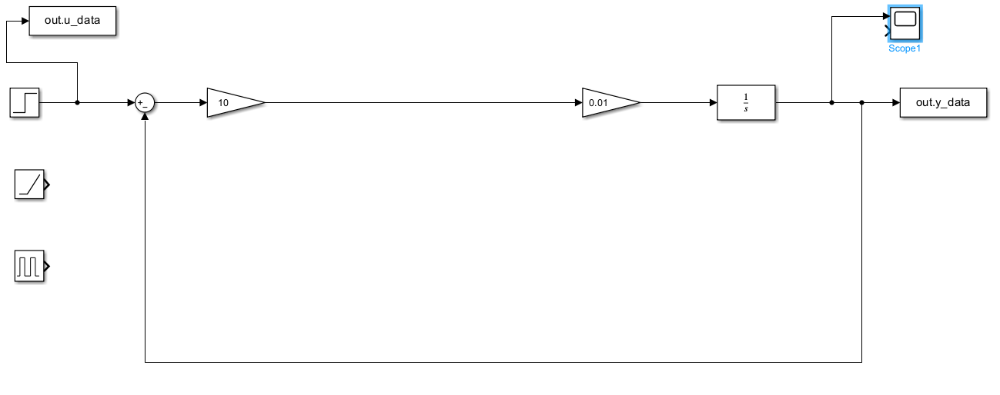 out.u_data
Scope1
+
−
10
0.01
1
s
out.y_data